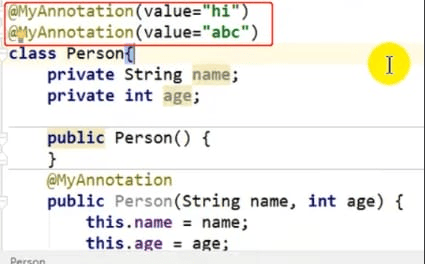 @MyAnnotation(value="hi")
@MyAnnotation(value="abc")
class Person{
    private String name;
    private int age;

    public Person() {
    }
    @MyAnnotation
    public Person(String name, int age) {
        this.name = name;
        this.age = age;
Person